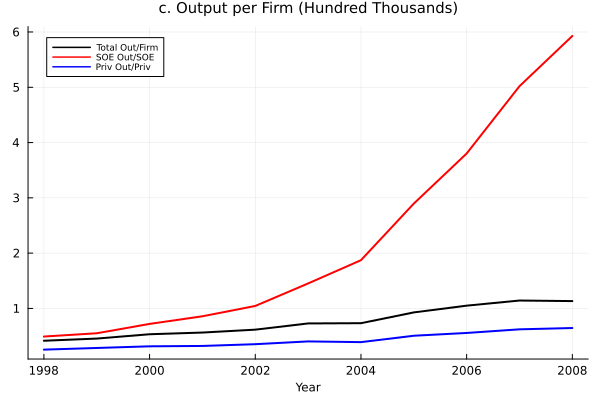 c. Output per Firm (Hundred Thousands)
Total Out/Firm
SOE Out/SOE
Priv Out/Priv
6
5
4
3
2
1
1998 2000 2002 2004 2006 2008
Year